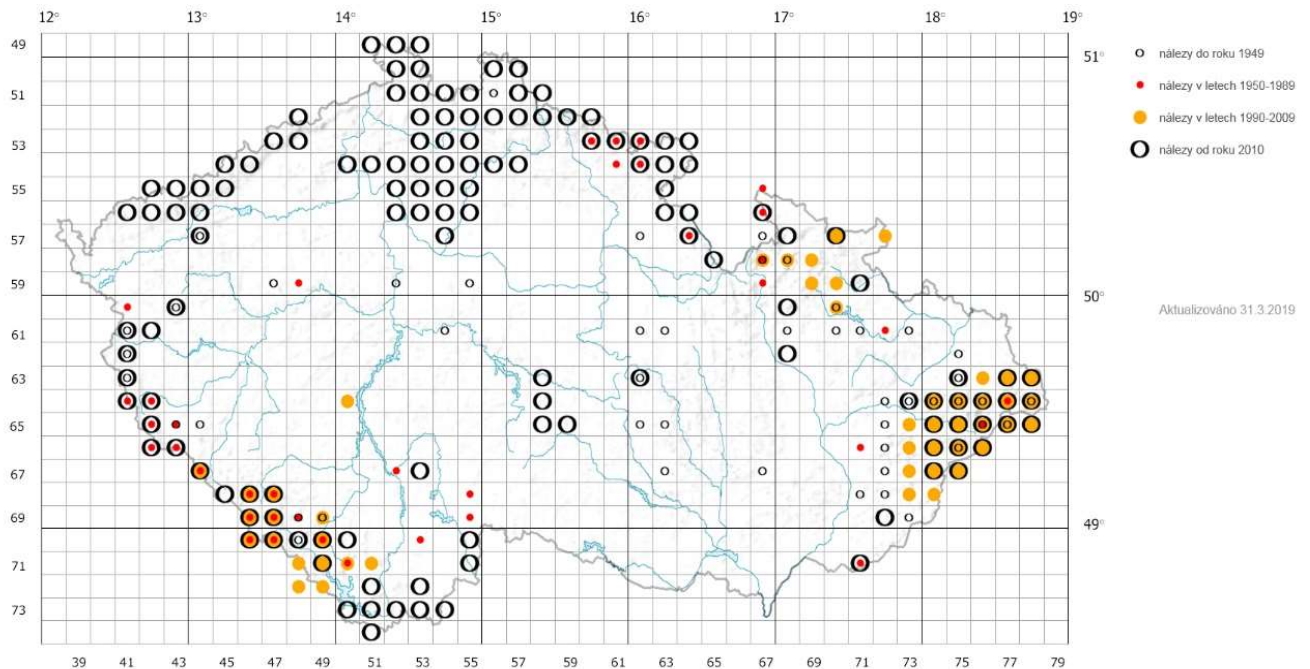 12° 13° 14° 15° 16° 17° 18° 19°
49
51°
nálezy do roku 1949
51
nálezy v letech 1950-1989
nálezy v letech 1990-2009
53
nálezy od roku 2010
55
57
59
50°
Aktualizováno 31.3.2019
61
63
65
67
69
49°
71
73
39 41 43 45 47 49 51 53 55 57 59 61 63 65 67 69 71 73 75 77 79